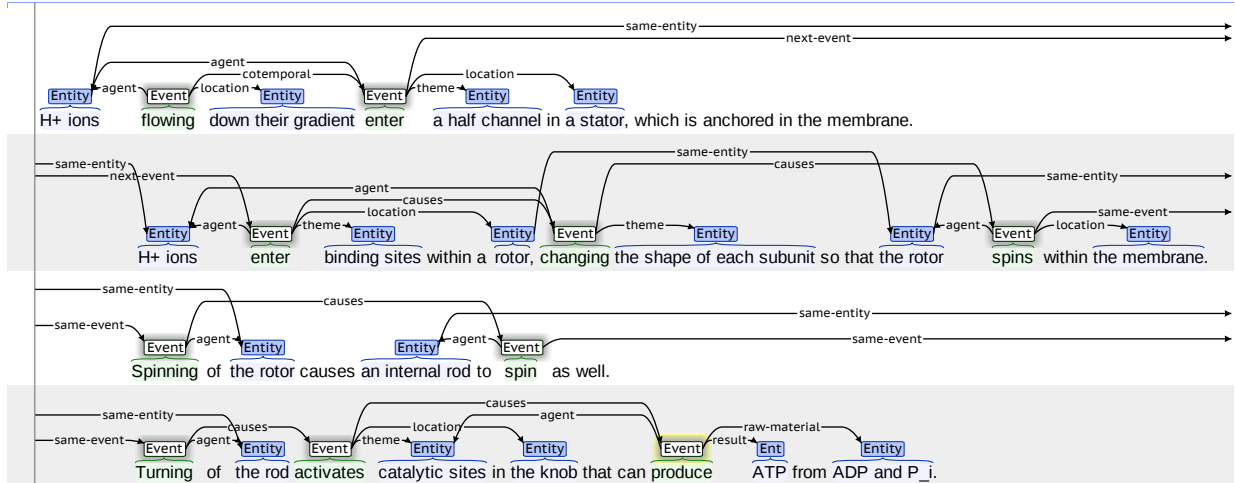 same-entity
next-event
agent
cotemporal location
Entity agent Event location Entity Event theme Entity Entity
H+ ions flowing down their gradient enter a half channel in a stator, which is anchored in the membrane.
same-entity
same-entity causes
next-event same-entity
agent
causes
location same-event
Entity agent Event theme Entity Entity Event theme Entity Entity agent Event location Entity
H+ ions enter binding sites within a rotor, changing the shape of each subunit so that the rotor spins within the membrane.
same-entity
causes
same-entity
same-event same-event
Event agent Entity Entity agent Event
Spinning of the rotor causes an internal rod to spin as well.
causes
same-entity agent
causes location raw-material
same-event agent theme result
Event Entity Event Entity Entity Event Ent Entity
Turning of the rod activates catalytic sites in the knob that can produce ATP from ADP and P_i.